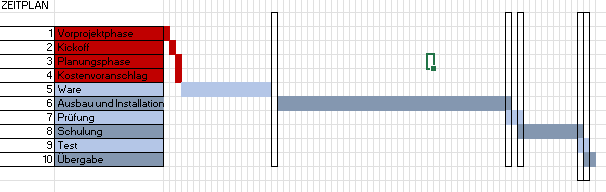 ZEITPLAN
1 Vorprojektphase
2 Kickoff
3 Planungsphase
4 Kostenvoranschlag
5 Ware
6 Ausbau und Installation
7 Prüfung
8 Schulung
9 Test
10 Übergabe